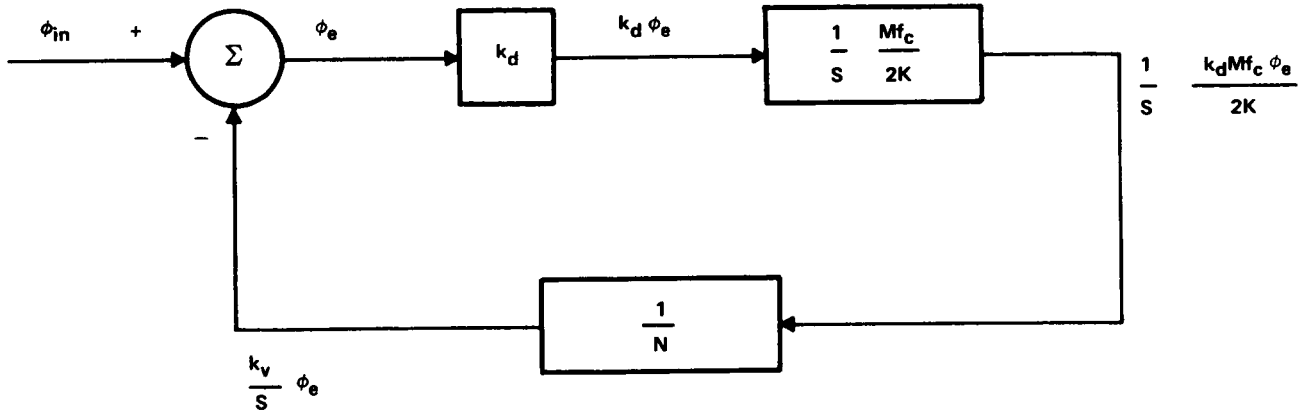 ϕin + Σ − ϕe
kd
kd ϕe
1/S Mfc/2K
1/S kdMfc ϕe/2K
1/N
kv/S ϕe